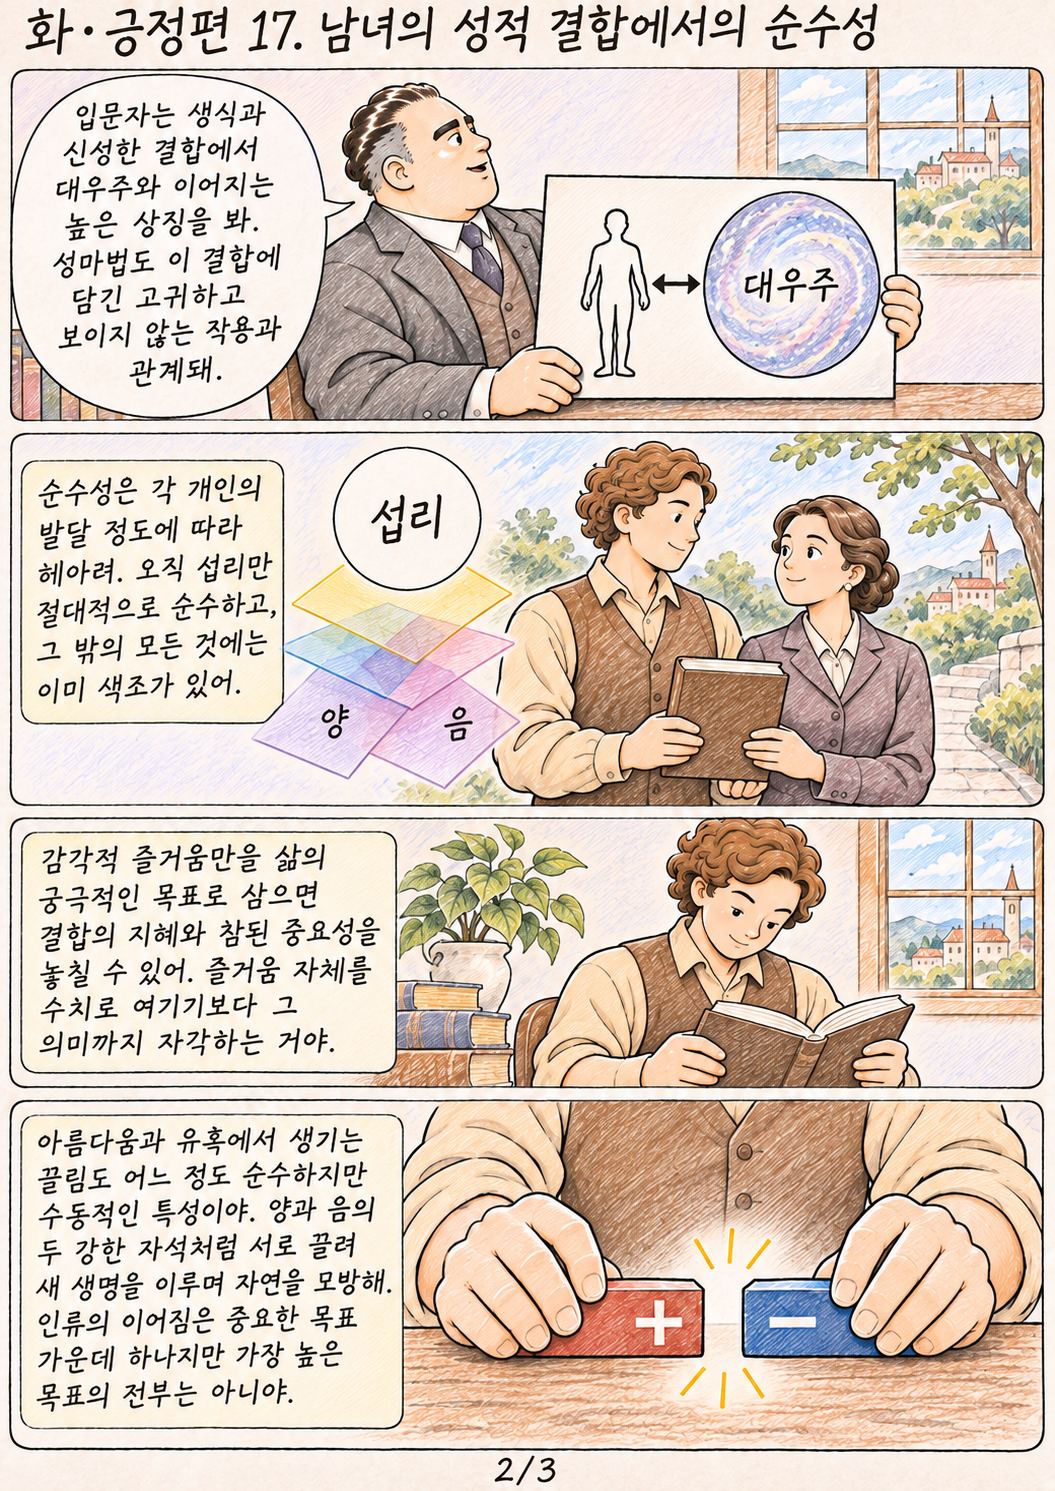 화·긍정편 17. 남녀의 성적 결합에서의 순수성
입문자는 생식과
신성한 결합에서
대우주와 이어지는
높은 상징을 봐.
성마법도 이 결합에
담긴 고귀하고
보이지 않는 작용과
관계돼.
대우주
순수성은 각 개인의
발달 정도에 따라
헤아려. 오직 섭리만
절대적으로 순수하고,
그 밖의 모든 것에는
이미 색조가 있어.
섭리
양
음
감각적 즐거움만을 삶의
궁극적인 목표로 삼으면
결합의 지혜와 참된 중요성을
놓칠 수 있어. 즐거움 자체를
수치로 여기기보다 그
의미까지 자각하는 거야.
아름다움과 유혹에서 생기는
끌림도 어느 정도 순수하지만
수동적인 특성이야. 양과 음의
두 강한 자석처럼 서로 끌려
새 생명을 이루며 자연을 모방해.
인류의 이어짐은 중요한 목표
가운데 하나지만 가장 높은
목표의 전부는 아니야.
+
−
2/3